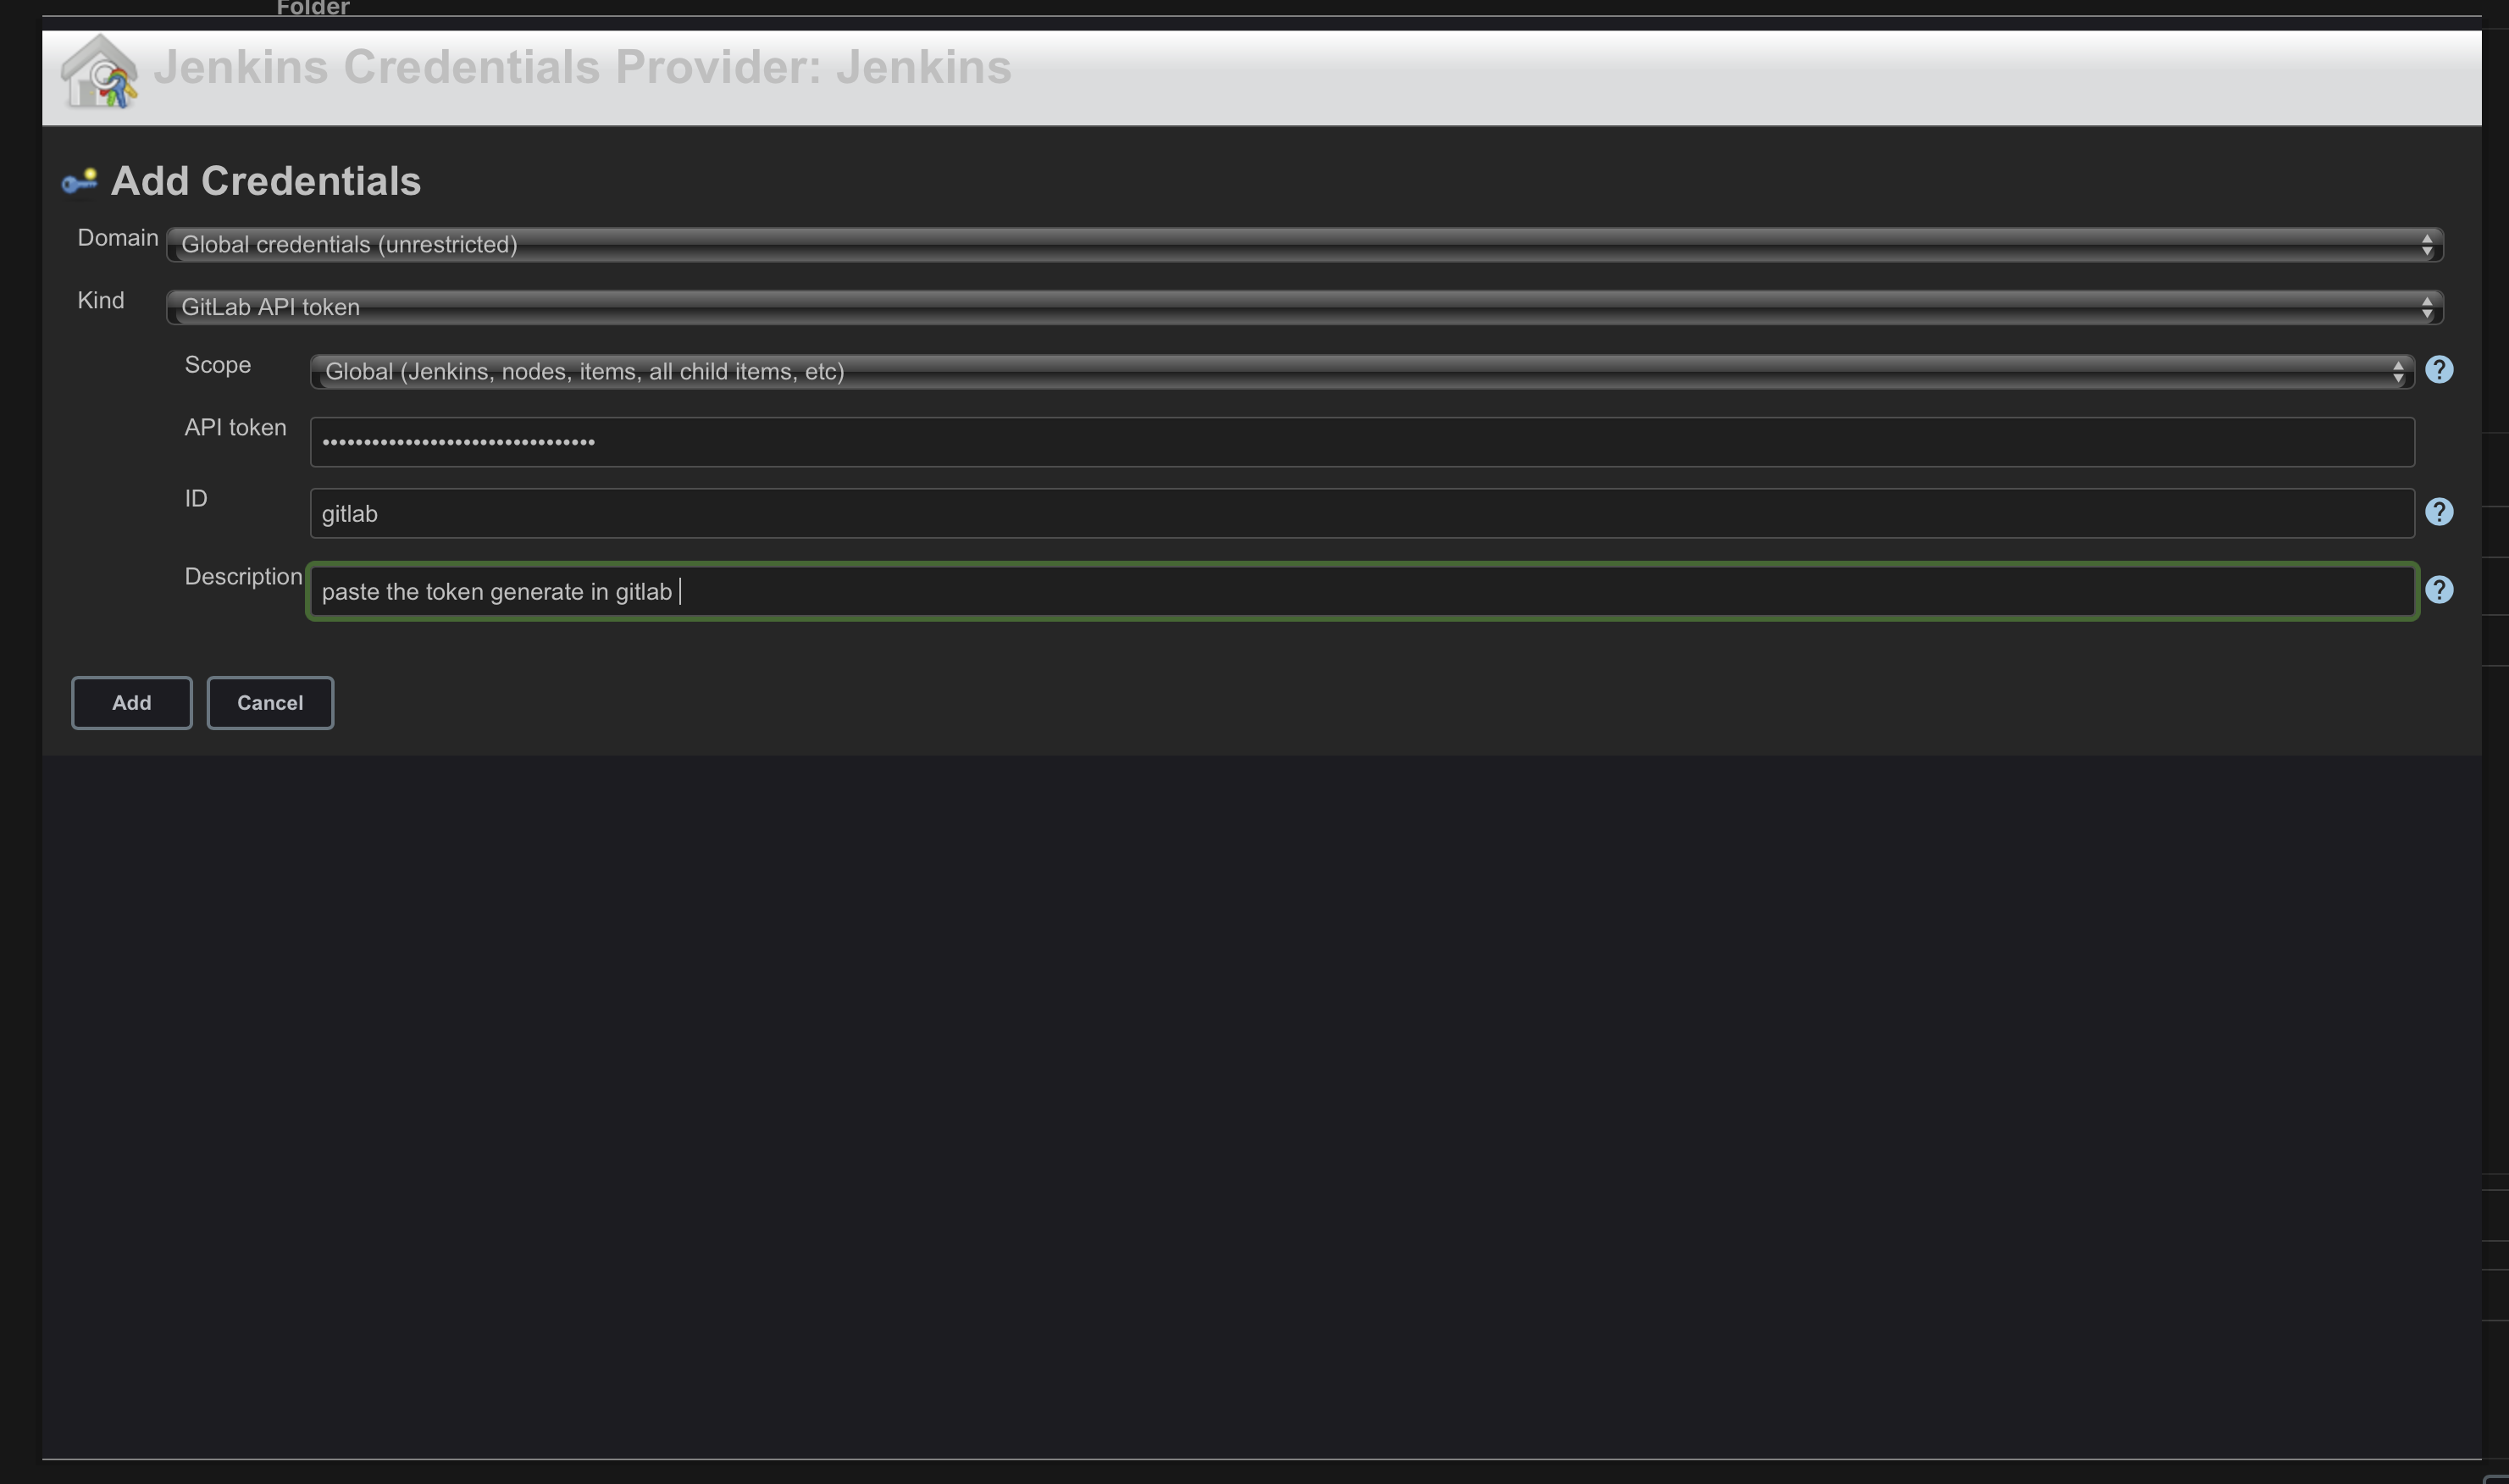 Folder
Jenkins Credentials Provider: Jenkins
Add Credentials
Domain Global credentials (unrestricted)
Kind GitLab API token
Scope Global (Jenkins, nodes, items, all child items, etc)
?
API token •••••••••••••••••••••••••••••••••
ID gitlab
?
Description paste the token generate in gitlab
?
Add Cancel